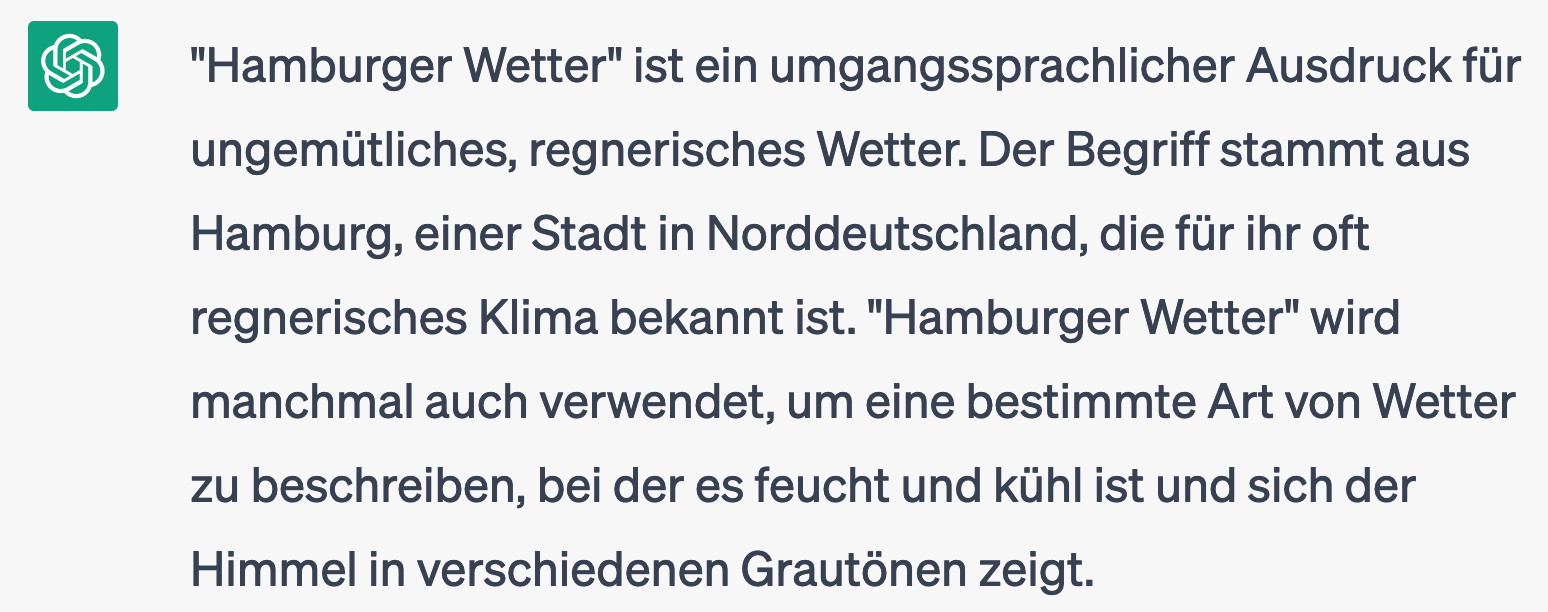 "Hamburger Wetter" ist ein umgangssprachlicher Ausdruck für
ungemütliches, regnerisches Wetter. Der Begriff stammt aus
Hamburg, einer Stadt in Norddeutschland, die für ihr oft
regnerisches Klima bekannt ist. "Hamburger Wetter" wird
manchmal auch verwendet, um eine bestimmte Art von Wetter
zu beschreiben, bei der es feucht und kühl ist und sich der
Himmel in verschiedenen Grautönen zeigt.